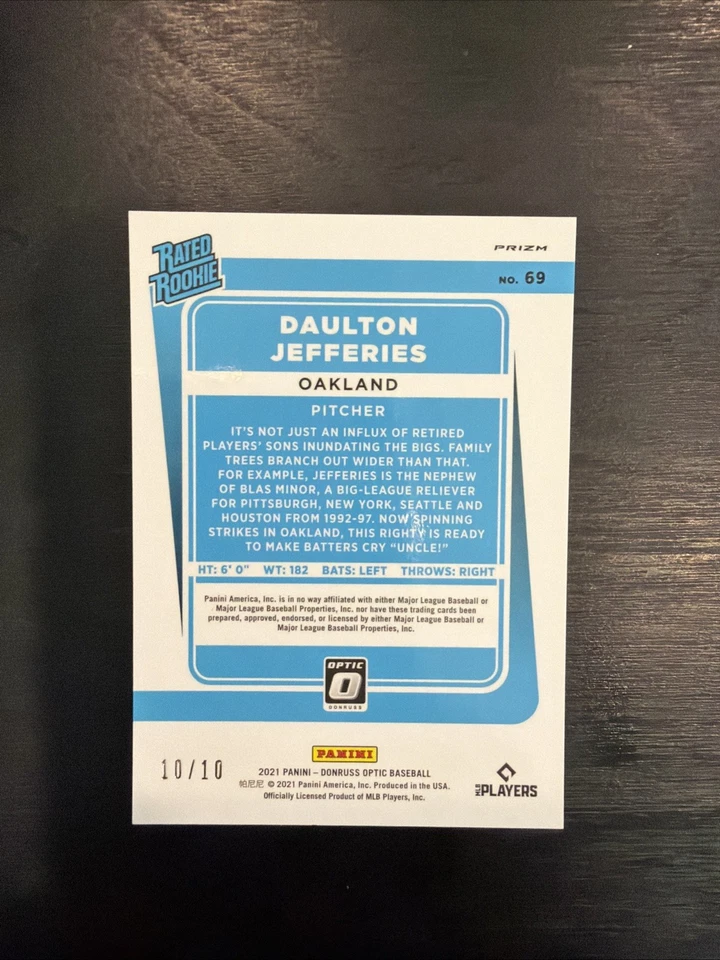 RATED
ROOKIE
PRIZM
NO. 69
DAULTON
JEFFERIES
OAKLAND
PITCHER
IT'S NOT JUST AN INFLUX OF RETIRED
PLAYERS' SONS INUNDATING THE BIGS. FAMILY
TREES BRANCH OUT WIDER THAN THAT.
FOR EXAMPLE, JEFFERIES IS THE NEPHEW
OF BLAS MINOR, A BIG-LEAGUE RELIEVER
FOR PITTSBURGH, NEW YORK, SEATTLE AND
HOUSTON FROM 1992-97. NOW SPINNING
STRIKES IN OAKLAND, THIS RIGHTY IS READY
TO MAKE BATTERS CRY "UNCLE!"
HT: 6' 0" WT: 182 BATS: LEFT THROWS: RIGHT
Panini America, Inc. is in no way affiliated with either Major League Baseball or
Major League Baseball Properties, Inc. nor have these trading cards been
prepared, approved, endorsed, or licensed by either Major League Baseball or
Major League Baseball Properties, Inc.
OPTIC
O
DONRUSS
PANINI
10/10
2021 PANINI – DONRUSS OPTIC BASEBALL
帕尼尼 © 2021 Panini America, Inc. Produced in the USA.
Officially Licensed Product of MLB Players, Inc.
MLB PLAYERS